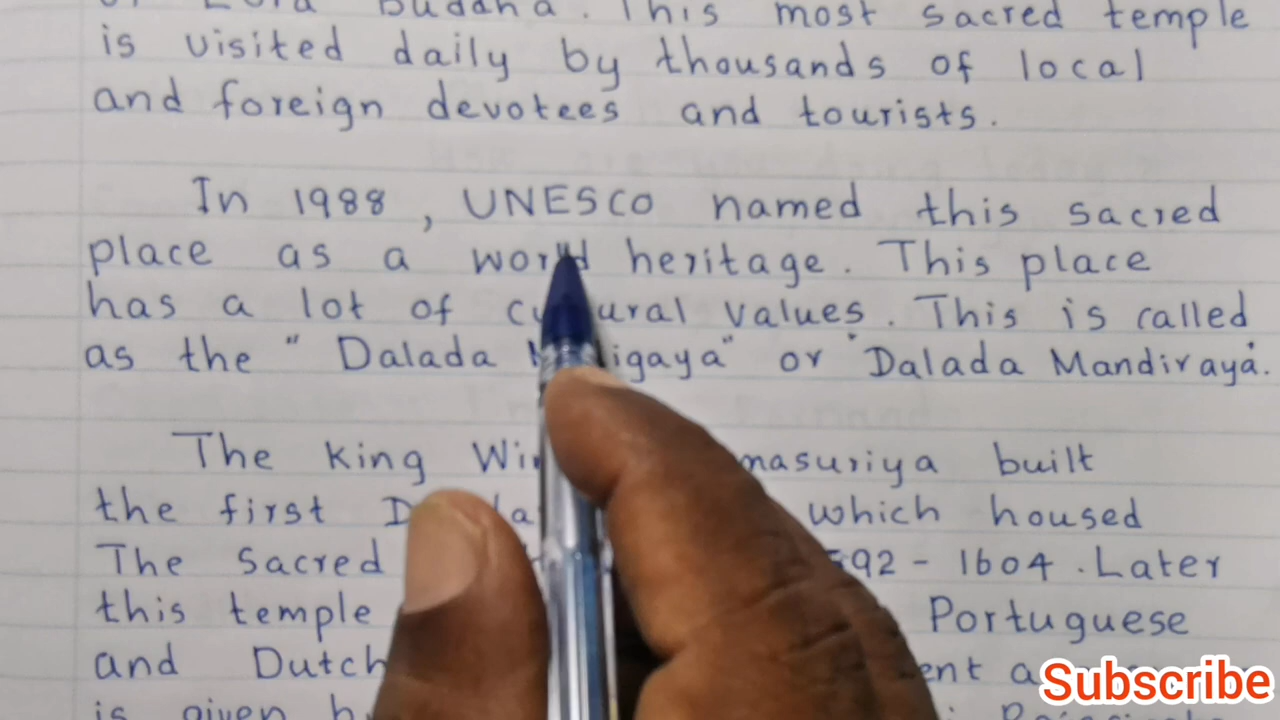 of Lord Buddha. This most sacred temple
is visited daily by thousands of local
and foreign devotees and tourists.
In 1988, UNESCO named this sacred
place as a world heritage. This place
has a lot of cultural values. This is called
as the "Dalada Maligaya" or "Dalada Mandiraya".
The King built
the first which housed
The Sacred - 1604. Later
this temple Portuguese
and Dutch
is given
Subscribe